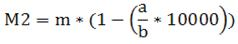 M2 = m * (1 − (a/b * 10000))